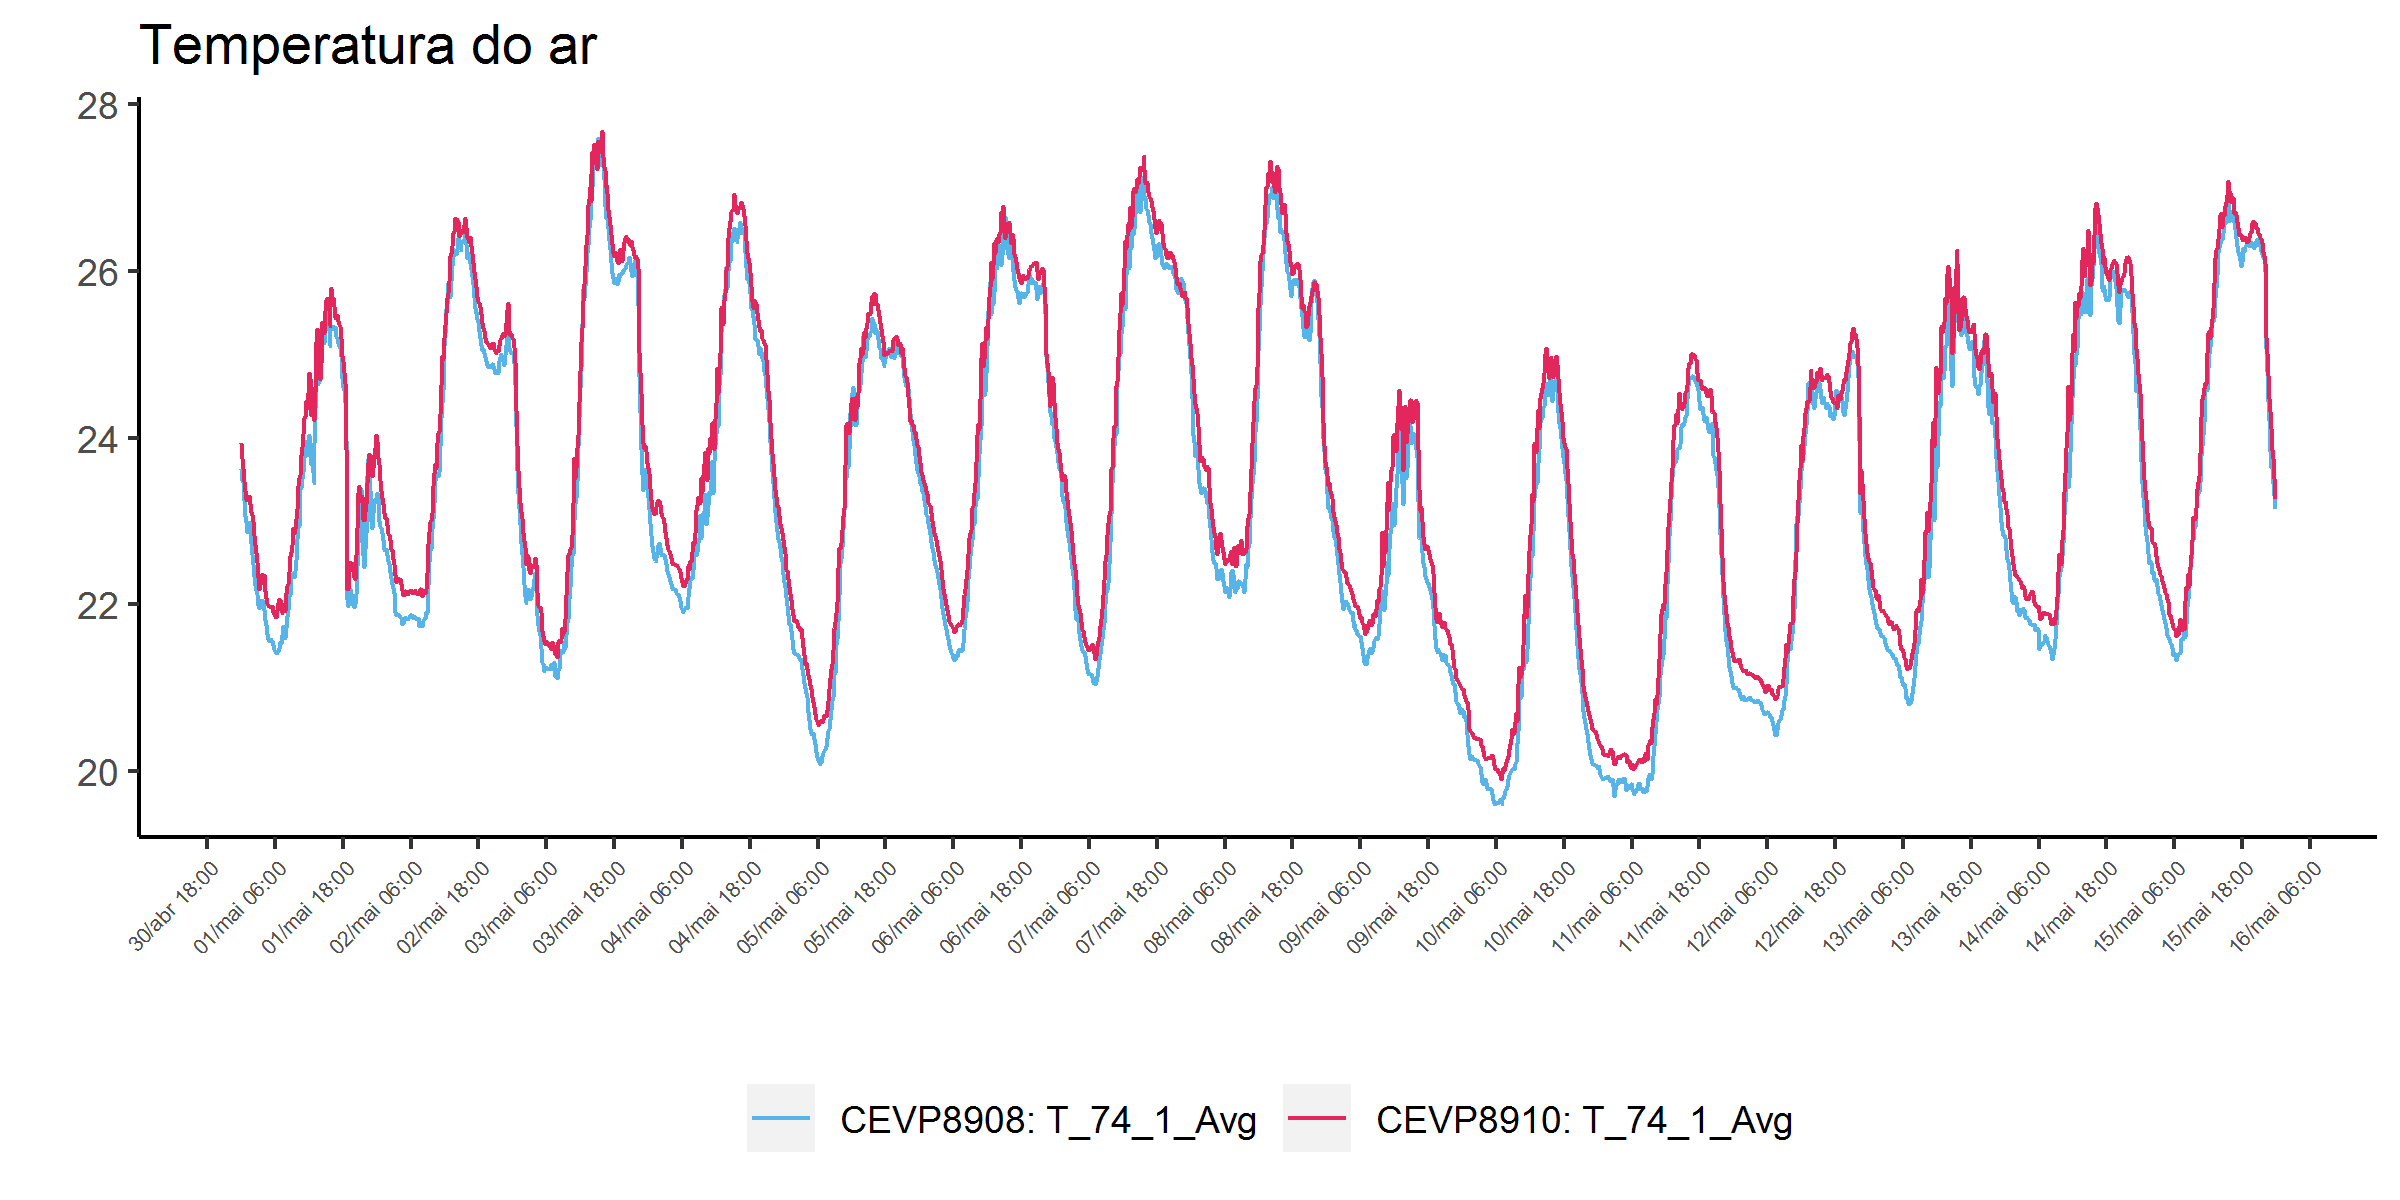 Temperatura do ar
28
26
24
22
20
30/abr 18:00
01/mai 06:00
01/mai 18:00
02/mai 06:00
02/mai 18:00
03/mai 06:00
03/mai 18:00
04/mai 06:00
04/mai 18:00
05/mai 06:00
05/mai 18:00
06/mai 06:00
06/mai 18:00
07/mai 06:00
07/mai 18:00
08/mai 06:00
08/mai 18:00
09/mai 06:00
09/mai 18:00
10/mai 06:00
10/mai 18:00
11/mai 06:00
11/mai 18:00
12/mai 06:00
12/mai 18:00
13/mai 06:00
13/mai 18:00
14/mai 06:00
14/mai 18:00
15/mai 06:00
15/mai 18:00
16/mai 06:00
CEVP8908: T_74_1_Avg
CEVP8910: T_74_1_Avg